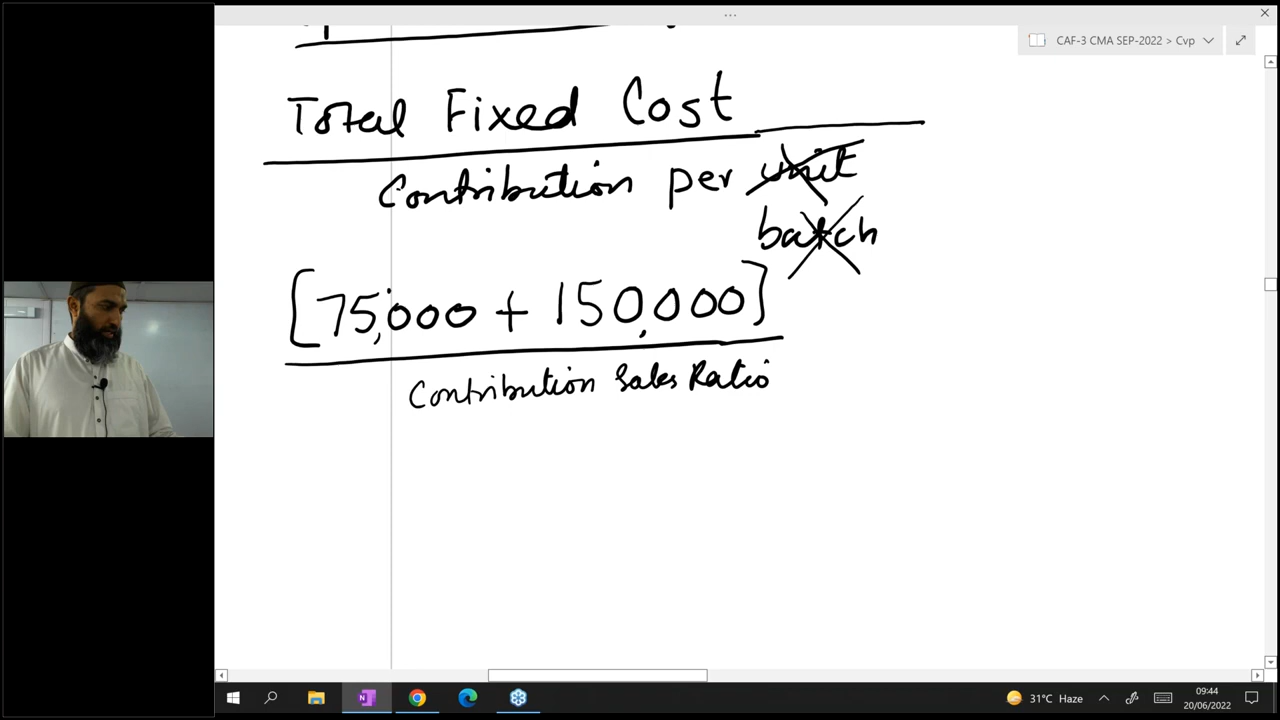 CAF-3 CMA SEP-2022 > Cvp
Total Fixed Cost
Contribution per unit
batch
[75,000 + 150,000]
Contribution Sales Ratio
31°C Haze
09:44
20/06/2022